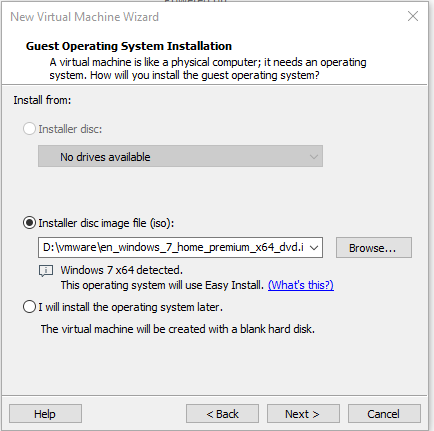 New Virtual Machine Wizard
Guest Operating System Installation
A virtual machine is like a physical computer; it needs an operating
system. How will you install the guest operating system?
Install from:
Installer disc:
No drives available
Installer disc image file (iso):
D:\vmware\en_windows_7_home_premium_x64_dvd.i
Browse...
Windows 7 x64 detected.
This operating system will use Easy Install. (What's this?)
I will install the operating system later.
The virtual machine will be created with a blank hard disk.
Help
< Back
Next >
Cancel